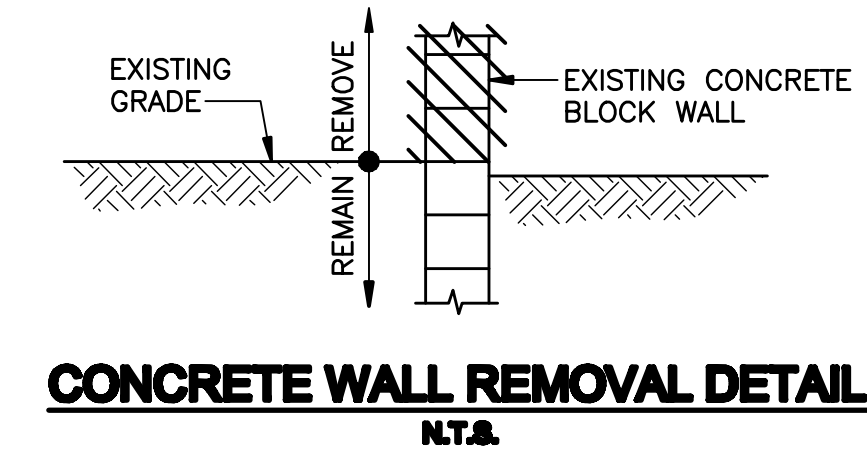 EXISTING
GRADE
REMOVE
REMAIN
EXISTING CONCRETE
BLOCK WALL
CONCRETE WALL REMOVAL DETAIL
N.T.S.